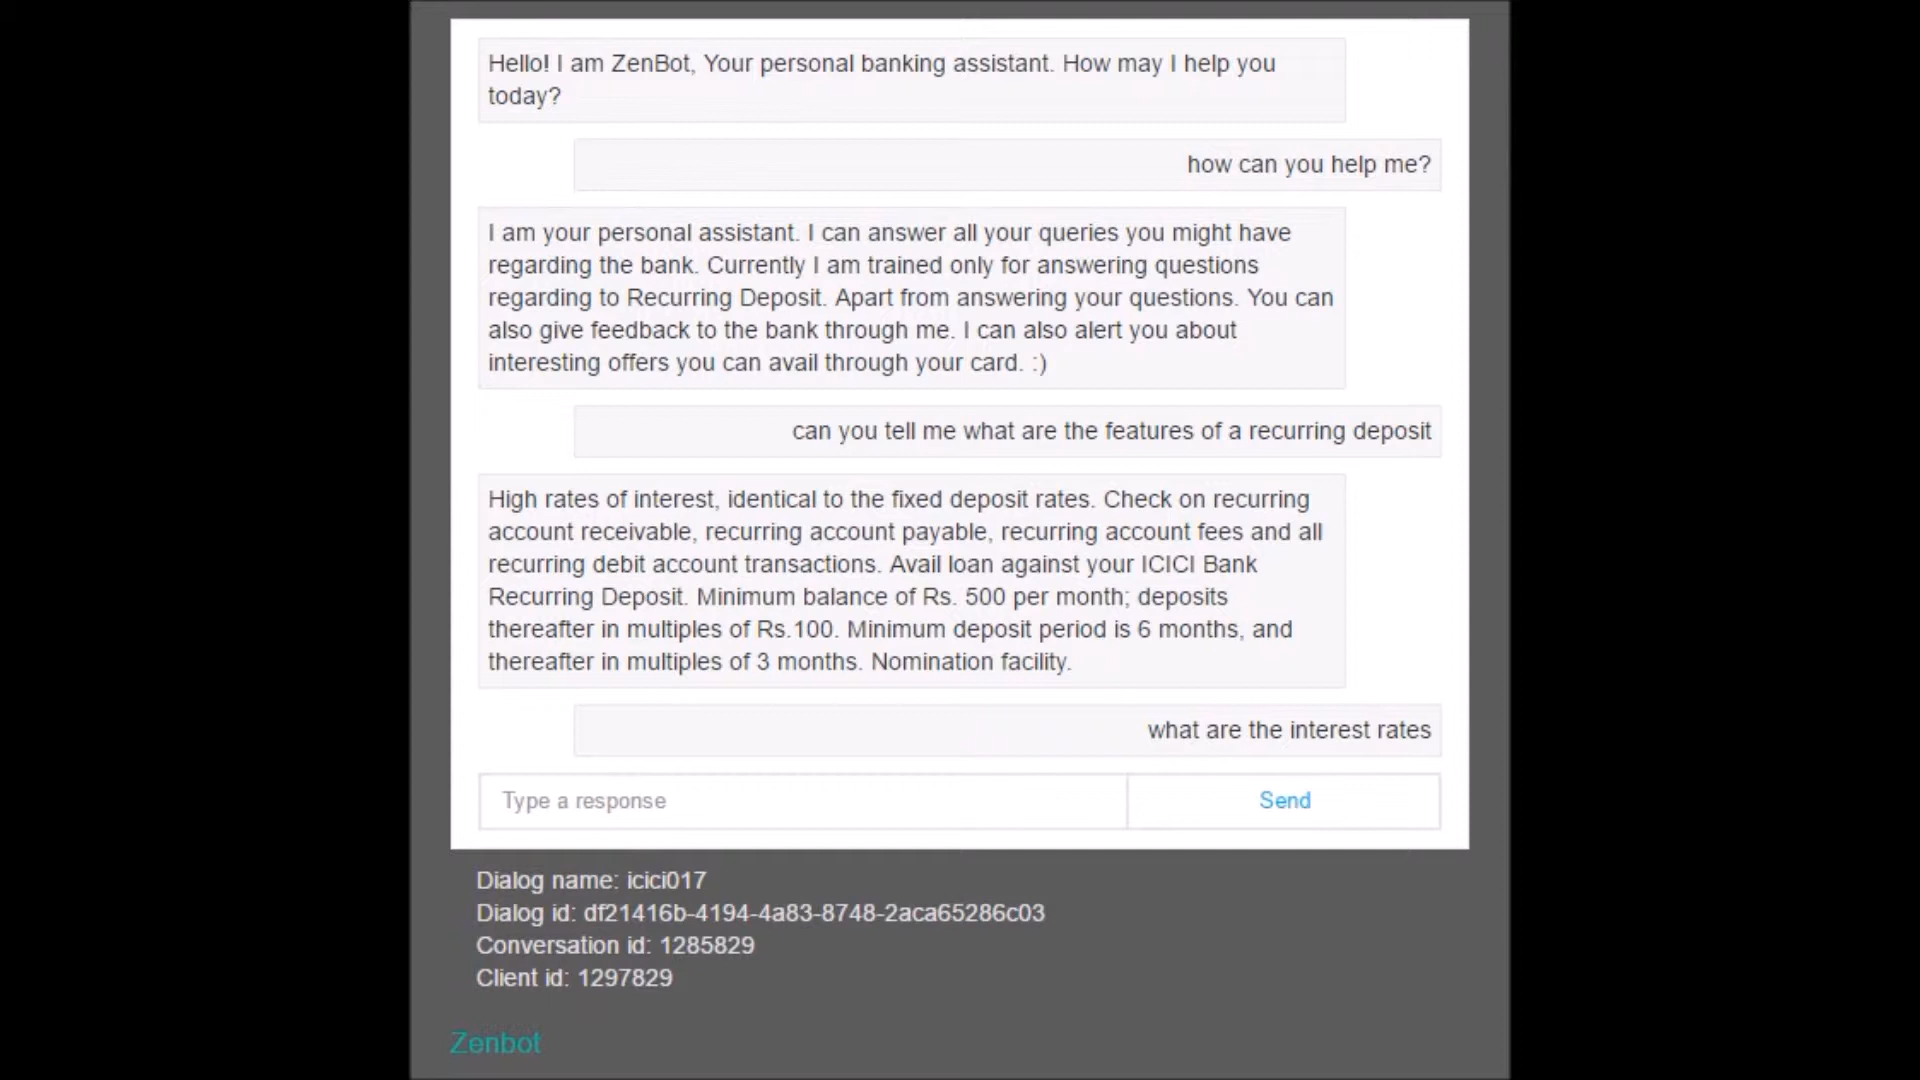 Hello! I am ZenBot, Your personal banking assistant. How may I help you
today?
how can you help me?
I am your personal assistant. I can answer all your queries you might have
regarding the bank. Currently I am trained only for answering questions
regarding to Recurring Deposit. Apart from answering your questions. You can
also give feedback to the bank through me. I can also alert you about
interesting offers you can avail through your card. :)
can you tell me what are the features of a recurring deposit
High rates of interest, identical to the fixed deposit rates. Check on recurring
account receivable, recurring account payable, recurring account fees and all
recurring debit account transactions. Avail loan against your ICICI Bank
Recurring Deposit. Minimum balance of Rs. 500 per month; deposits
thereafter in multiples of Rs.100. Minimum deposit period is 6 months, and
thereafter in multiples of 3 months. Nomination facility.
what are the interest rates
Type a response
Send
Dialog name: icici017
Dialog id: df21416b-4194-4a83-8748-2aca65286c03
Conversation id: 1285829
Client id: 1297829
Zenbot